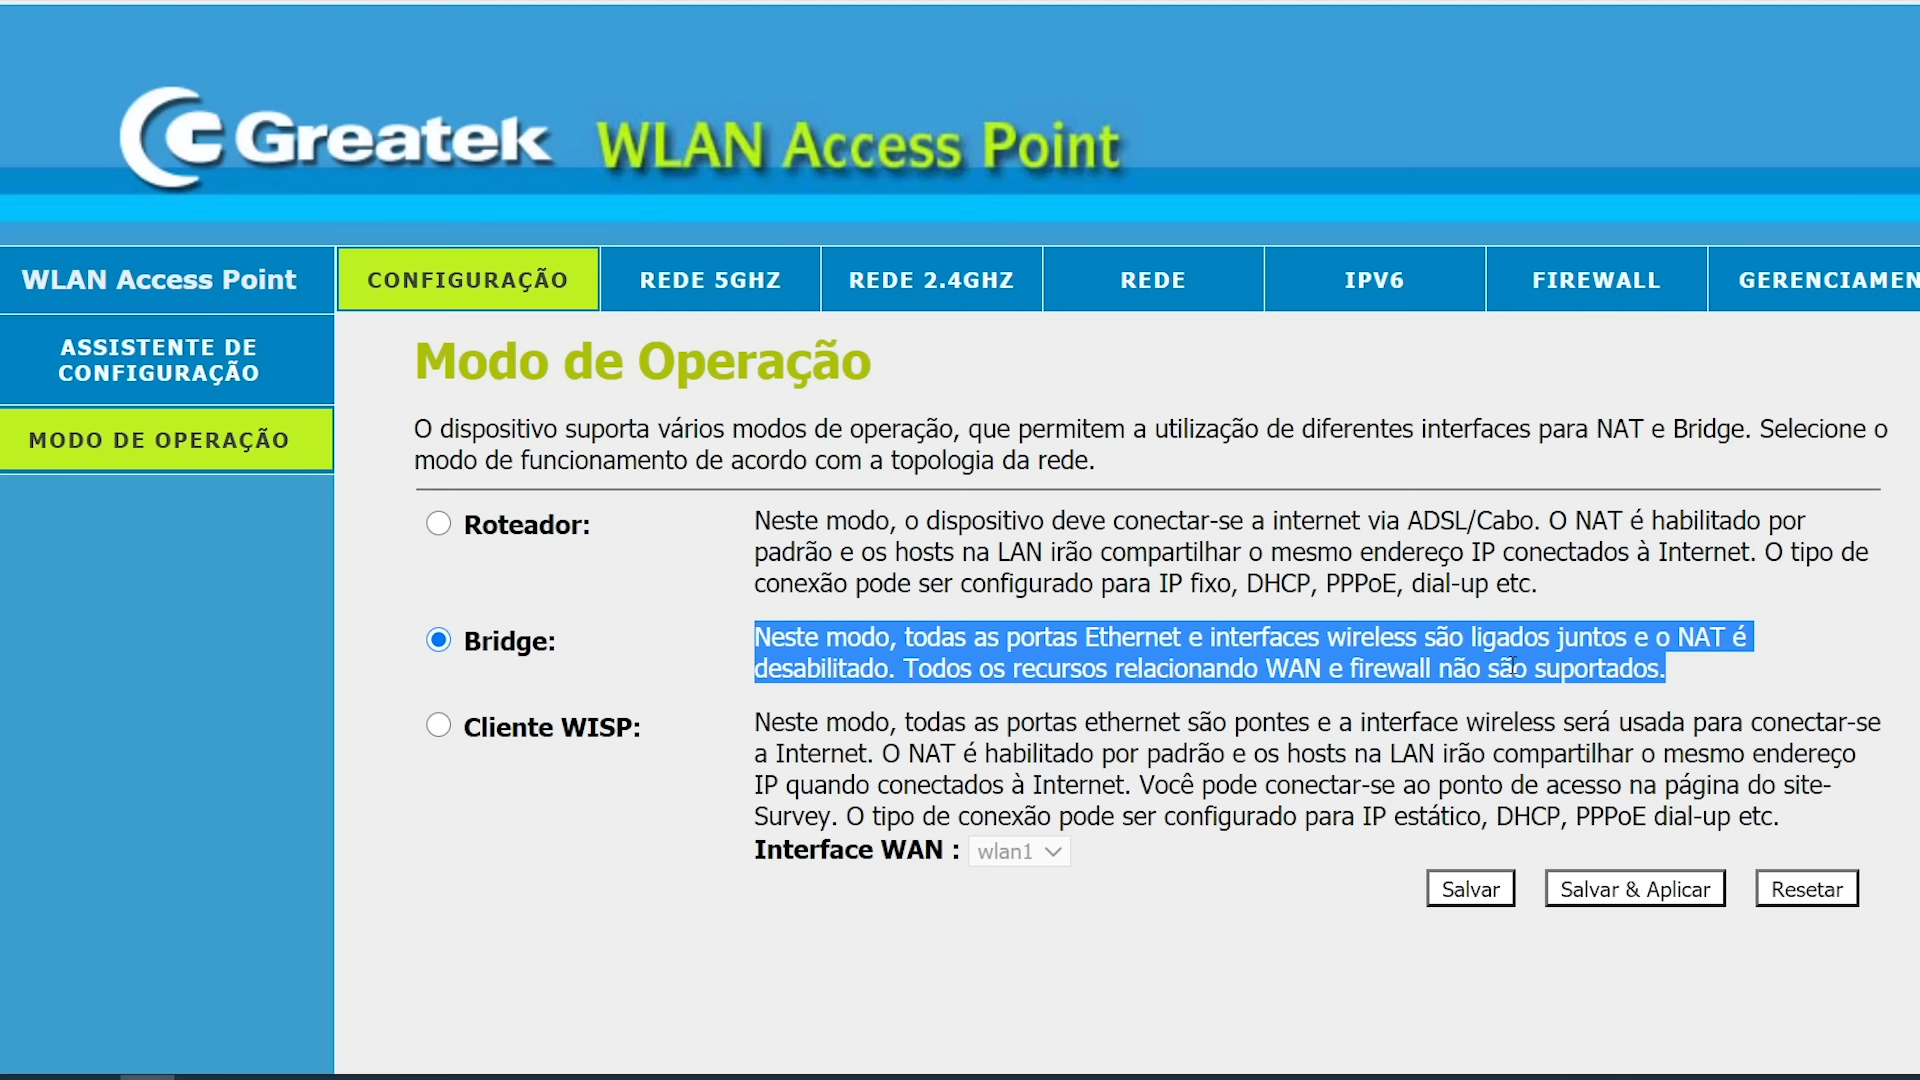 Greatek WLAN Access Point
WLAN Access Point
CONFIGURAÇÃO
REDE 5GHZ
REDE 2.4GHZ
REDE
IPV6
FIREWALL
GERENCIAMEN
ASSISTENTE DE
CONFIGURAÇÃO
MODO DE OPERAÇÃO
Modo de Operação
O dispositivo suporta vários modos de operação, que permitem a utilização de diferentes interfaces para NAT e Bridge. Selecione o
modo de funcionamento de acordo com a topologia da rede.
Roteador:
Neste modo, o dispositivo deve conectar-se a internet via ADSL/Cabo. O NAT é habilitado por
padrão e os hosts na LAN irão compartilhar o mesmo endereço IP conectados à Internet. O tipo de
conexão pode ser configurado para IP fixo, DHCP, PPPoE, dial-up etc.
Bridge:
Neste modo, todas as portas Ethernet e interfaces wireless são ligados juntos e o NAT é
desabilitado. Todos os recursos relacionando WAN e firewall não são suportados.
Cliente WISP:
Neste modo, todas as portas ethernet são pontes e a interface wireless será usada para conectar-se
a Internet. O NAT é habilitado por padrão e os hosts na LAN irão compartilhar o mesmo endereço
IP quando conectados à Internet. Você pode conectar-se ao ponto de acesso na página do site-
Survey. O tipo de conexão pode ser configurado para IP estático, DHCP, PPPoE dial-up etc.
Interface WAN : wlan1
Salvar
Salvar & Aplicar
Resetar